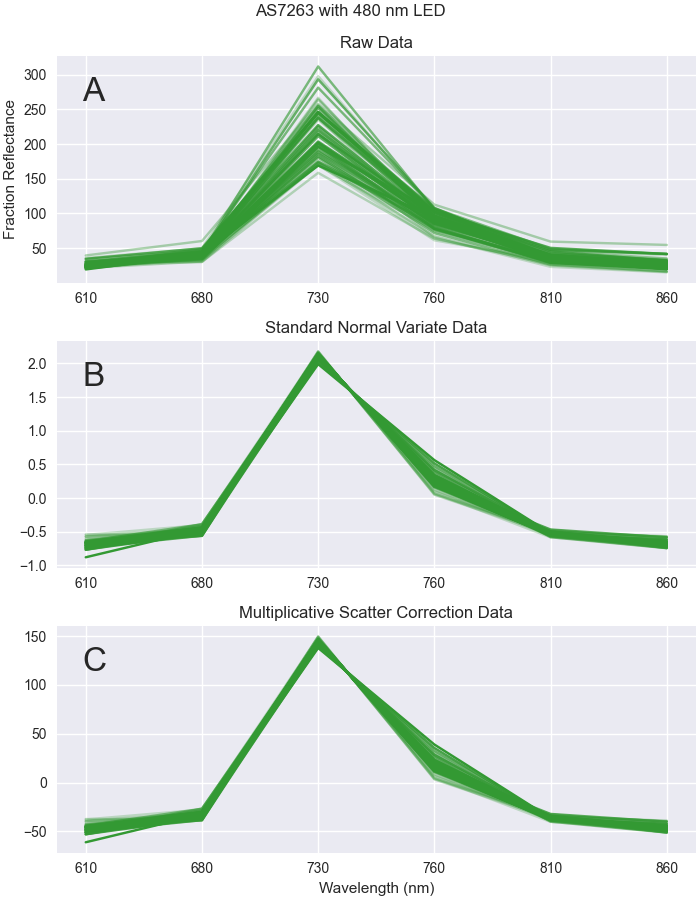 AS7263 with 480 nm LED
Raw Data
A
Fraction Reflectance
300
250
200
150
100
50
610 680 730 760 810 860
Standard Normal Variate Data
B
2.0
1.5
1.0
0.5
0.0
−0.5
−1.0
610 680 730 760 810 860
Multiplicative Scatter Correction Data
C
150
100
50
0
−50
610 680 730 760 810 860
Wavelength (nm)